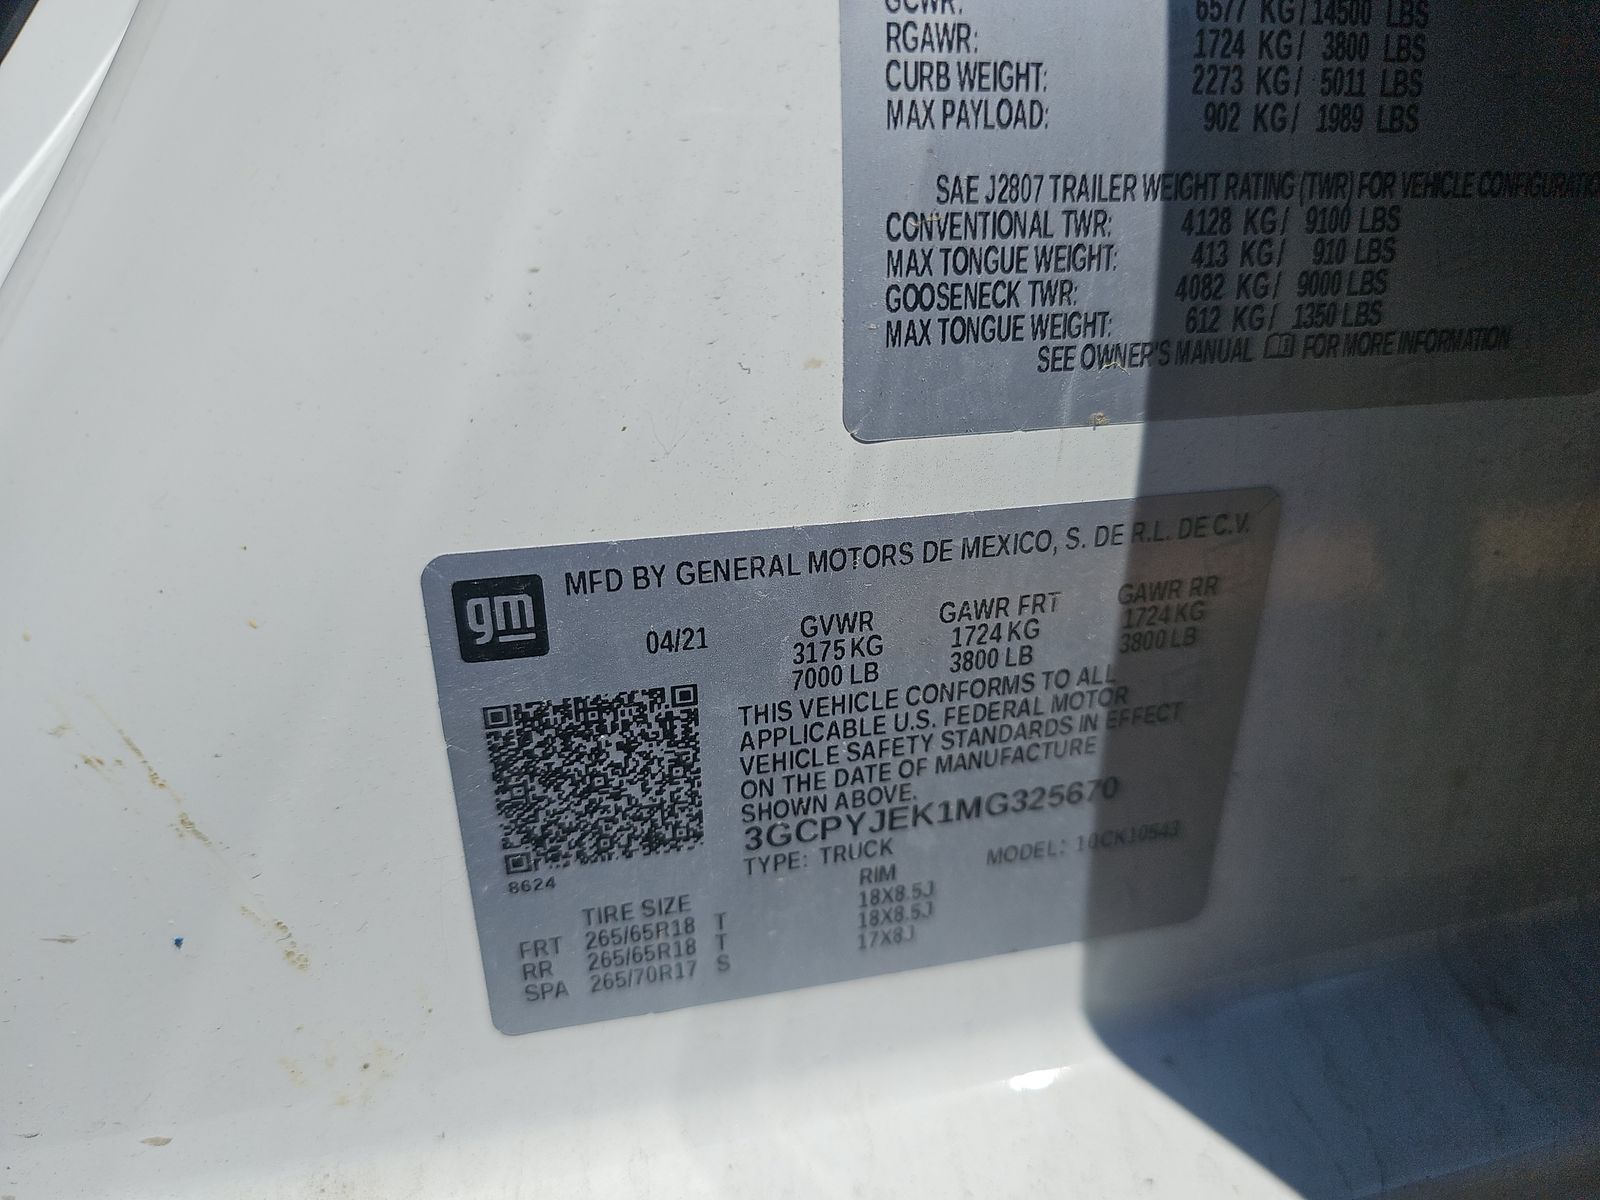 GCWR: 6577 KG/14500 LBS
RGAWR: 1724 KG/ 3800 LBS
CURB WEIGHT: 2273 KG/ 5011 LBS
MAX PAYLOAD: 902 KG/ 1989 LBS
SAE J2807 TRAILER WEIGHT RATING (TWR) FOR VEHICLE CONFIGURATIO
CONVENTIONAL TWR: 4128 KG/ 9100 LBS
MAX TONGUE WEIGHT: 413 KG/ 910 LBS
GOOSENECK TWR: 4082 KG/ 9000 LBS
MAX TONGUE WEIGHT: 612 KG/ 1350 LBS
SEE OWNER'S MANUAL FOR MORE INFORMATION
gm
MFD BY GENERAL MOTORS DE MEXICO, S. DE R.L. DE C.V.
04/21
GVWR GAWR FRT GAWR RR
3175 KG 1724 KG 1724 KG
7000 LB 3800 LB 3800 LB
THIS VEHICLE CONFORMS TO ALL
APPLICABLE U.S. FEDERAL MOTOR
VEHICLE SAFETY STANDARDS IN EFFECT
ON THE DATE OF MANUFACTURE
SHOWN ABOVE.
3GCPYJEK1MG325670
TYPE: TRUCK MODEL: 10CK10543
8624
TIRE SIZE RIM
FRT 265/65R18 T 18X8.5J
RR 265/65R18 T 18X8.5J
SPA 265/70R17 S 17X8J